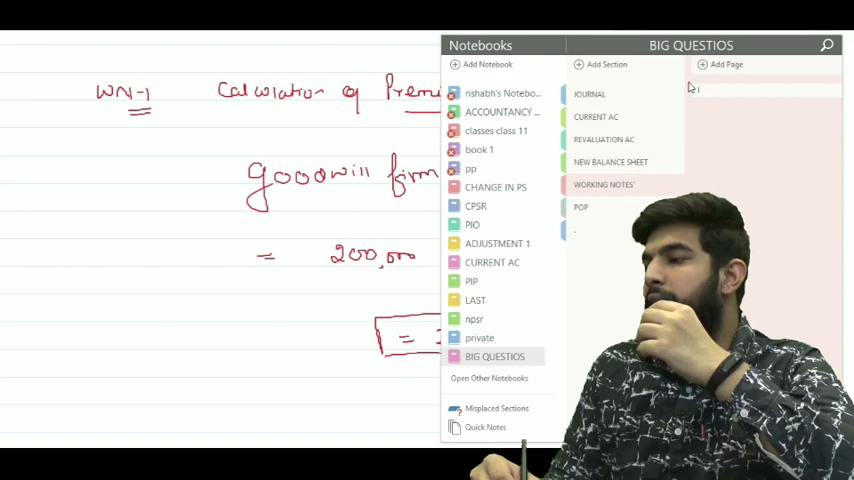 WN-1 Calculation of Premi
goodwill firm
= 200,000
=
Notebooks
BIG QUESTIOS
Add Notebook
Add Section
Add Page
rishabh's Notebo...
ACCOUNTANCY ...
classes class 11
book 1
pp
CHANGE IN PS
CPSR
PIO
ADJUSTMENT 1
CURRENT AC
PIP
LAST
npsr
private
BIG QUESTIOS
Open Other Notebooks
Misplaced Sections
Quick Notes
JOURNAL
CURRENT AC
REVALUATION AC
NEW BALANCE SHEET
WORKING NOTES'
POP
.